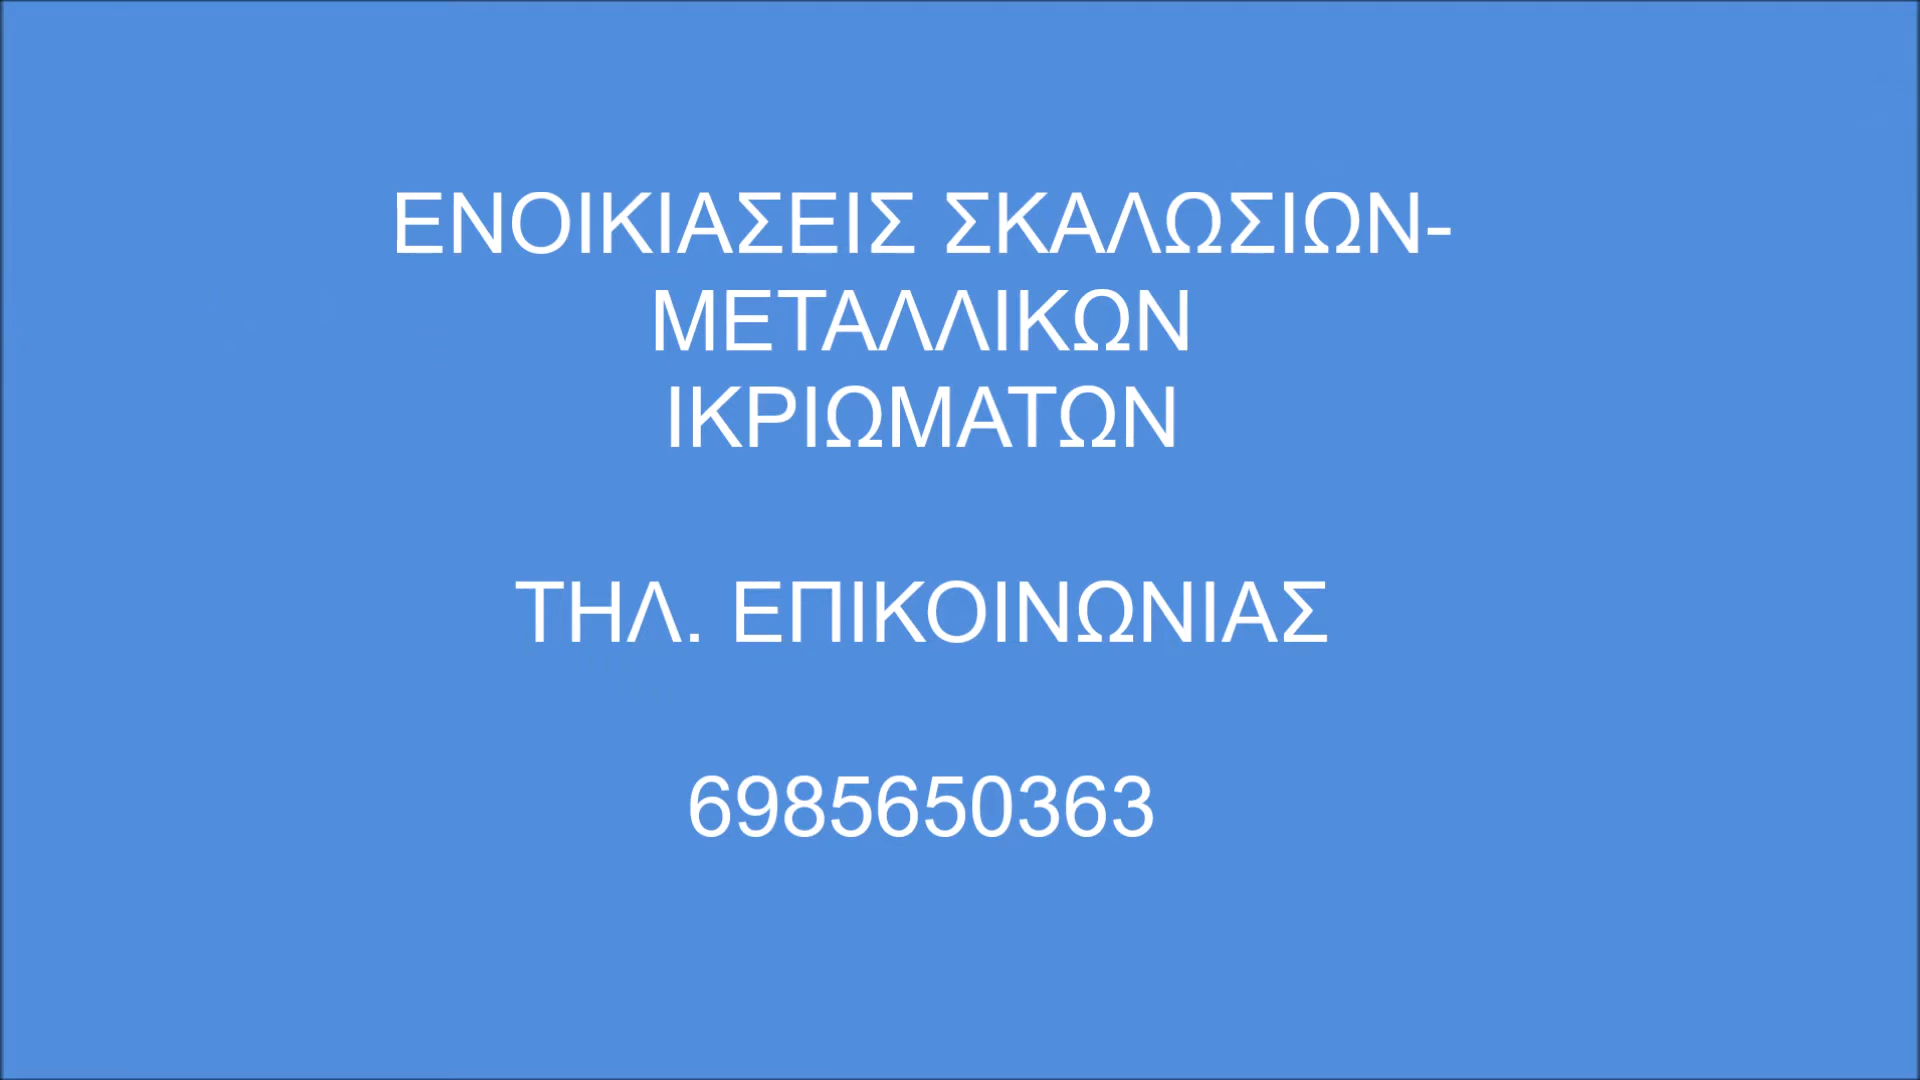 ΕΝΟΙΚΙΑΣΕΙΣ ΣΚΑΛΩΣΙΩΝ-
ΜΕΤΑΛΛΙΚΩΝ
ΙΚΡΙΩΜΑΤΩΝ
ΤΗΛ. ΕΠΙΚΟΙΝΩΝΙΑΣ
6985650363